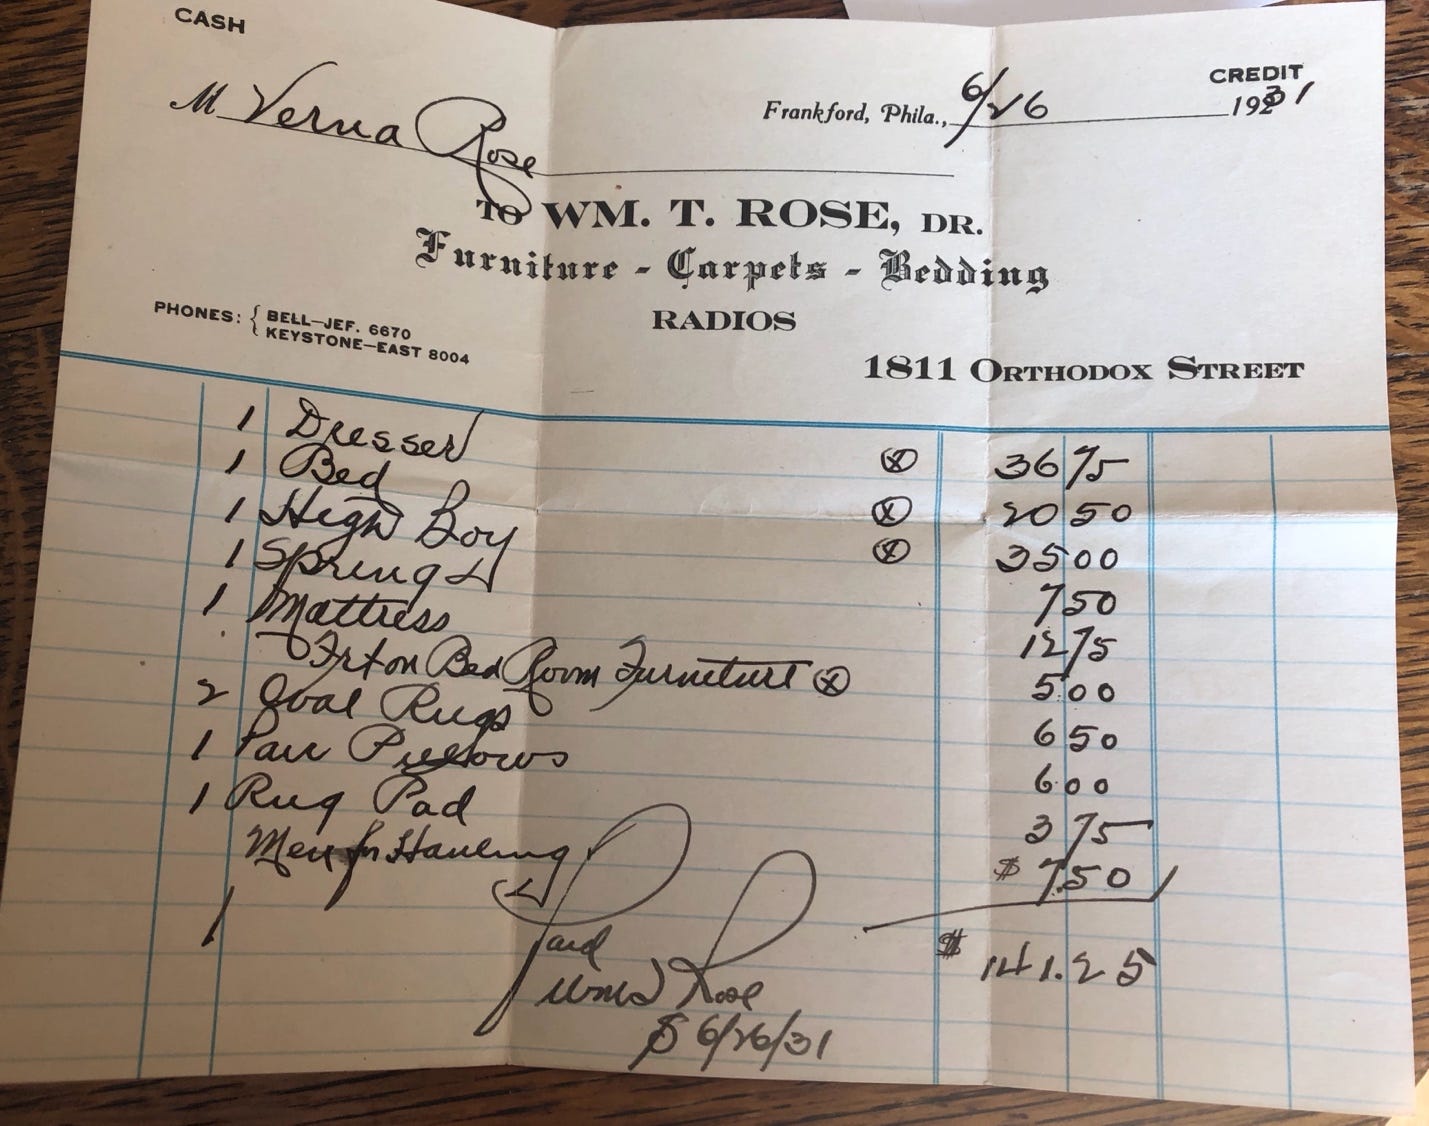 CASH
CREDIT
M Verna Rose
Frankford, Phila., 6/26 1931
TO WM. T. ROSE, DR.
Furniture - Carpets - Bedding
RADIOS
PHONES: { BELL—JEF. 6670
KEYSTONE—EAST 8004
1811 ORTHODOX STREET
1 Dresser ⓧ 36 75
1 Bed ⓧ 20 50
1 High Boy ⓧ 35 00
1 Spring 7 50
1 Mattress 12 75
Frt on Bed Room Furniture ⓧ 5 00
2 Oval Rugs 6 50
1 Pair Pillows 6 00
1 Rug Pad 3 75
Men for Hauling $ 7 50
$ 141.25
Paid
Wm T Rose
6/26/31